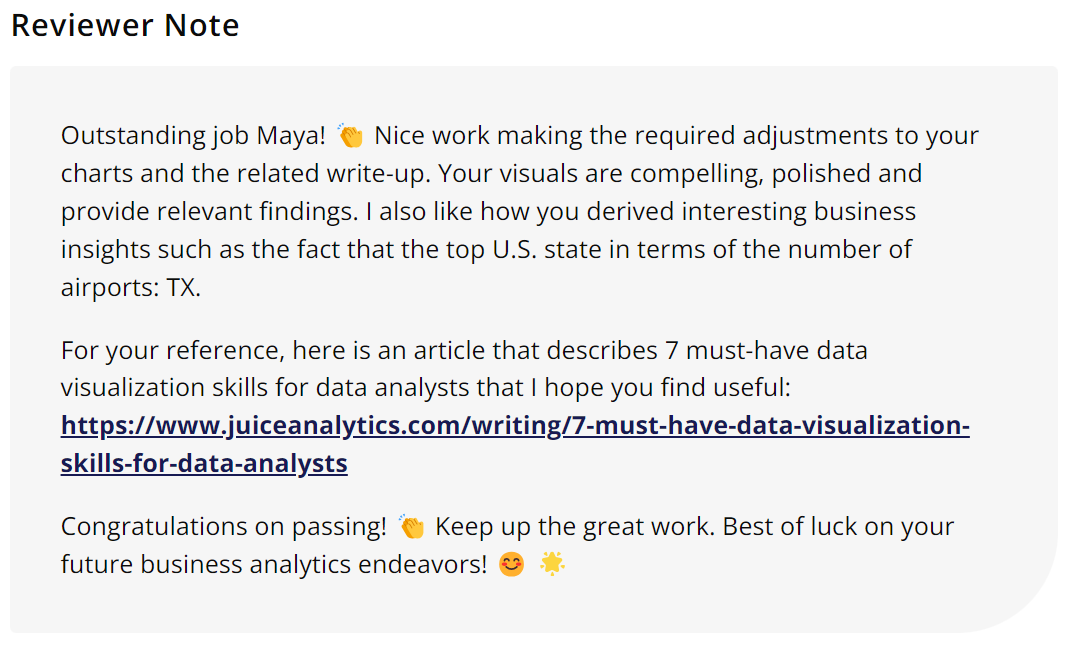 Reviewer Note
Outstanding job Maya! 👏 Nice work making the required adjustments to your
charts and the related write-up. Your visuals are compelling, polished and
provide relevant findings. I also like how you derived interesting business
insights such as the fact that the top U.S. state in terms of the number of
airports: TX.
For your reference, here is an article that describes 7 must-have data
visualization skills for data analysts that I hope you find useful:
https://www.juiceanalytics.com/writing/7-must-have-data-visualization-
skills-for-data-analysts
Congratulations on passing! 👏 Keep up the great work. Best of luck on your
future business analytics endeavors! 😊 🌟